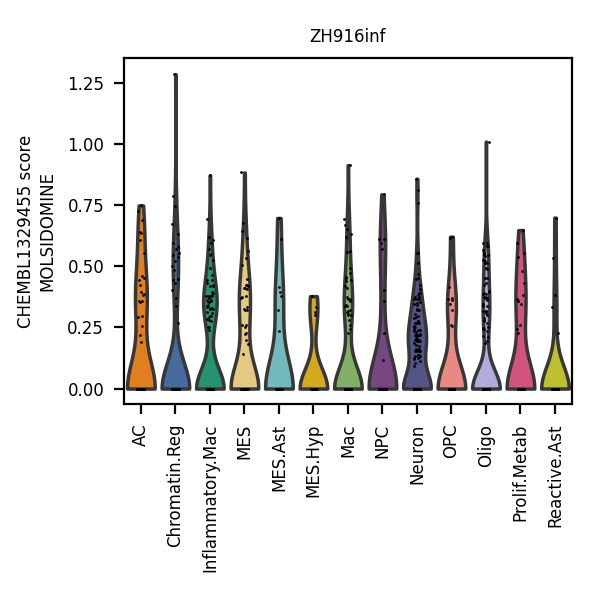 ZH916inf
CHEMBL1329455 score
MOLSIDOMINE
1.25
1.00
0.75
0.50
0.25
0.00
AC
Chromatin.Reg
Inflammatory.Mac
MES
MES.Ast
MES.Hyp
Mac
NPC
Neuron
OPC
Oligo
Prolif.Metab
Reactive.Ast